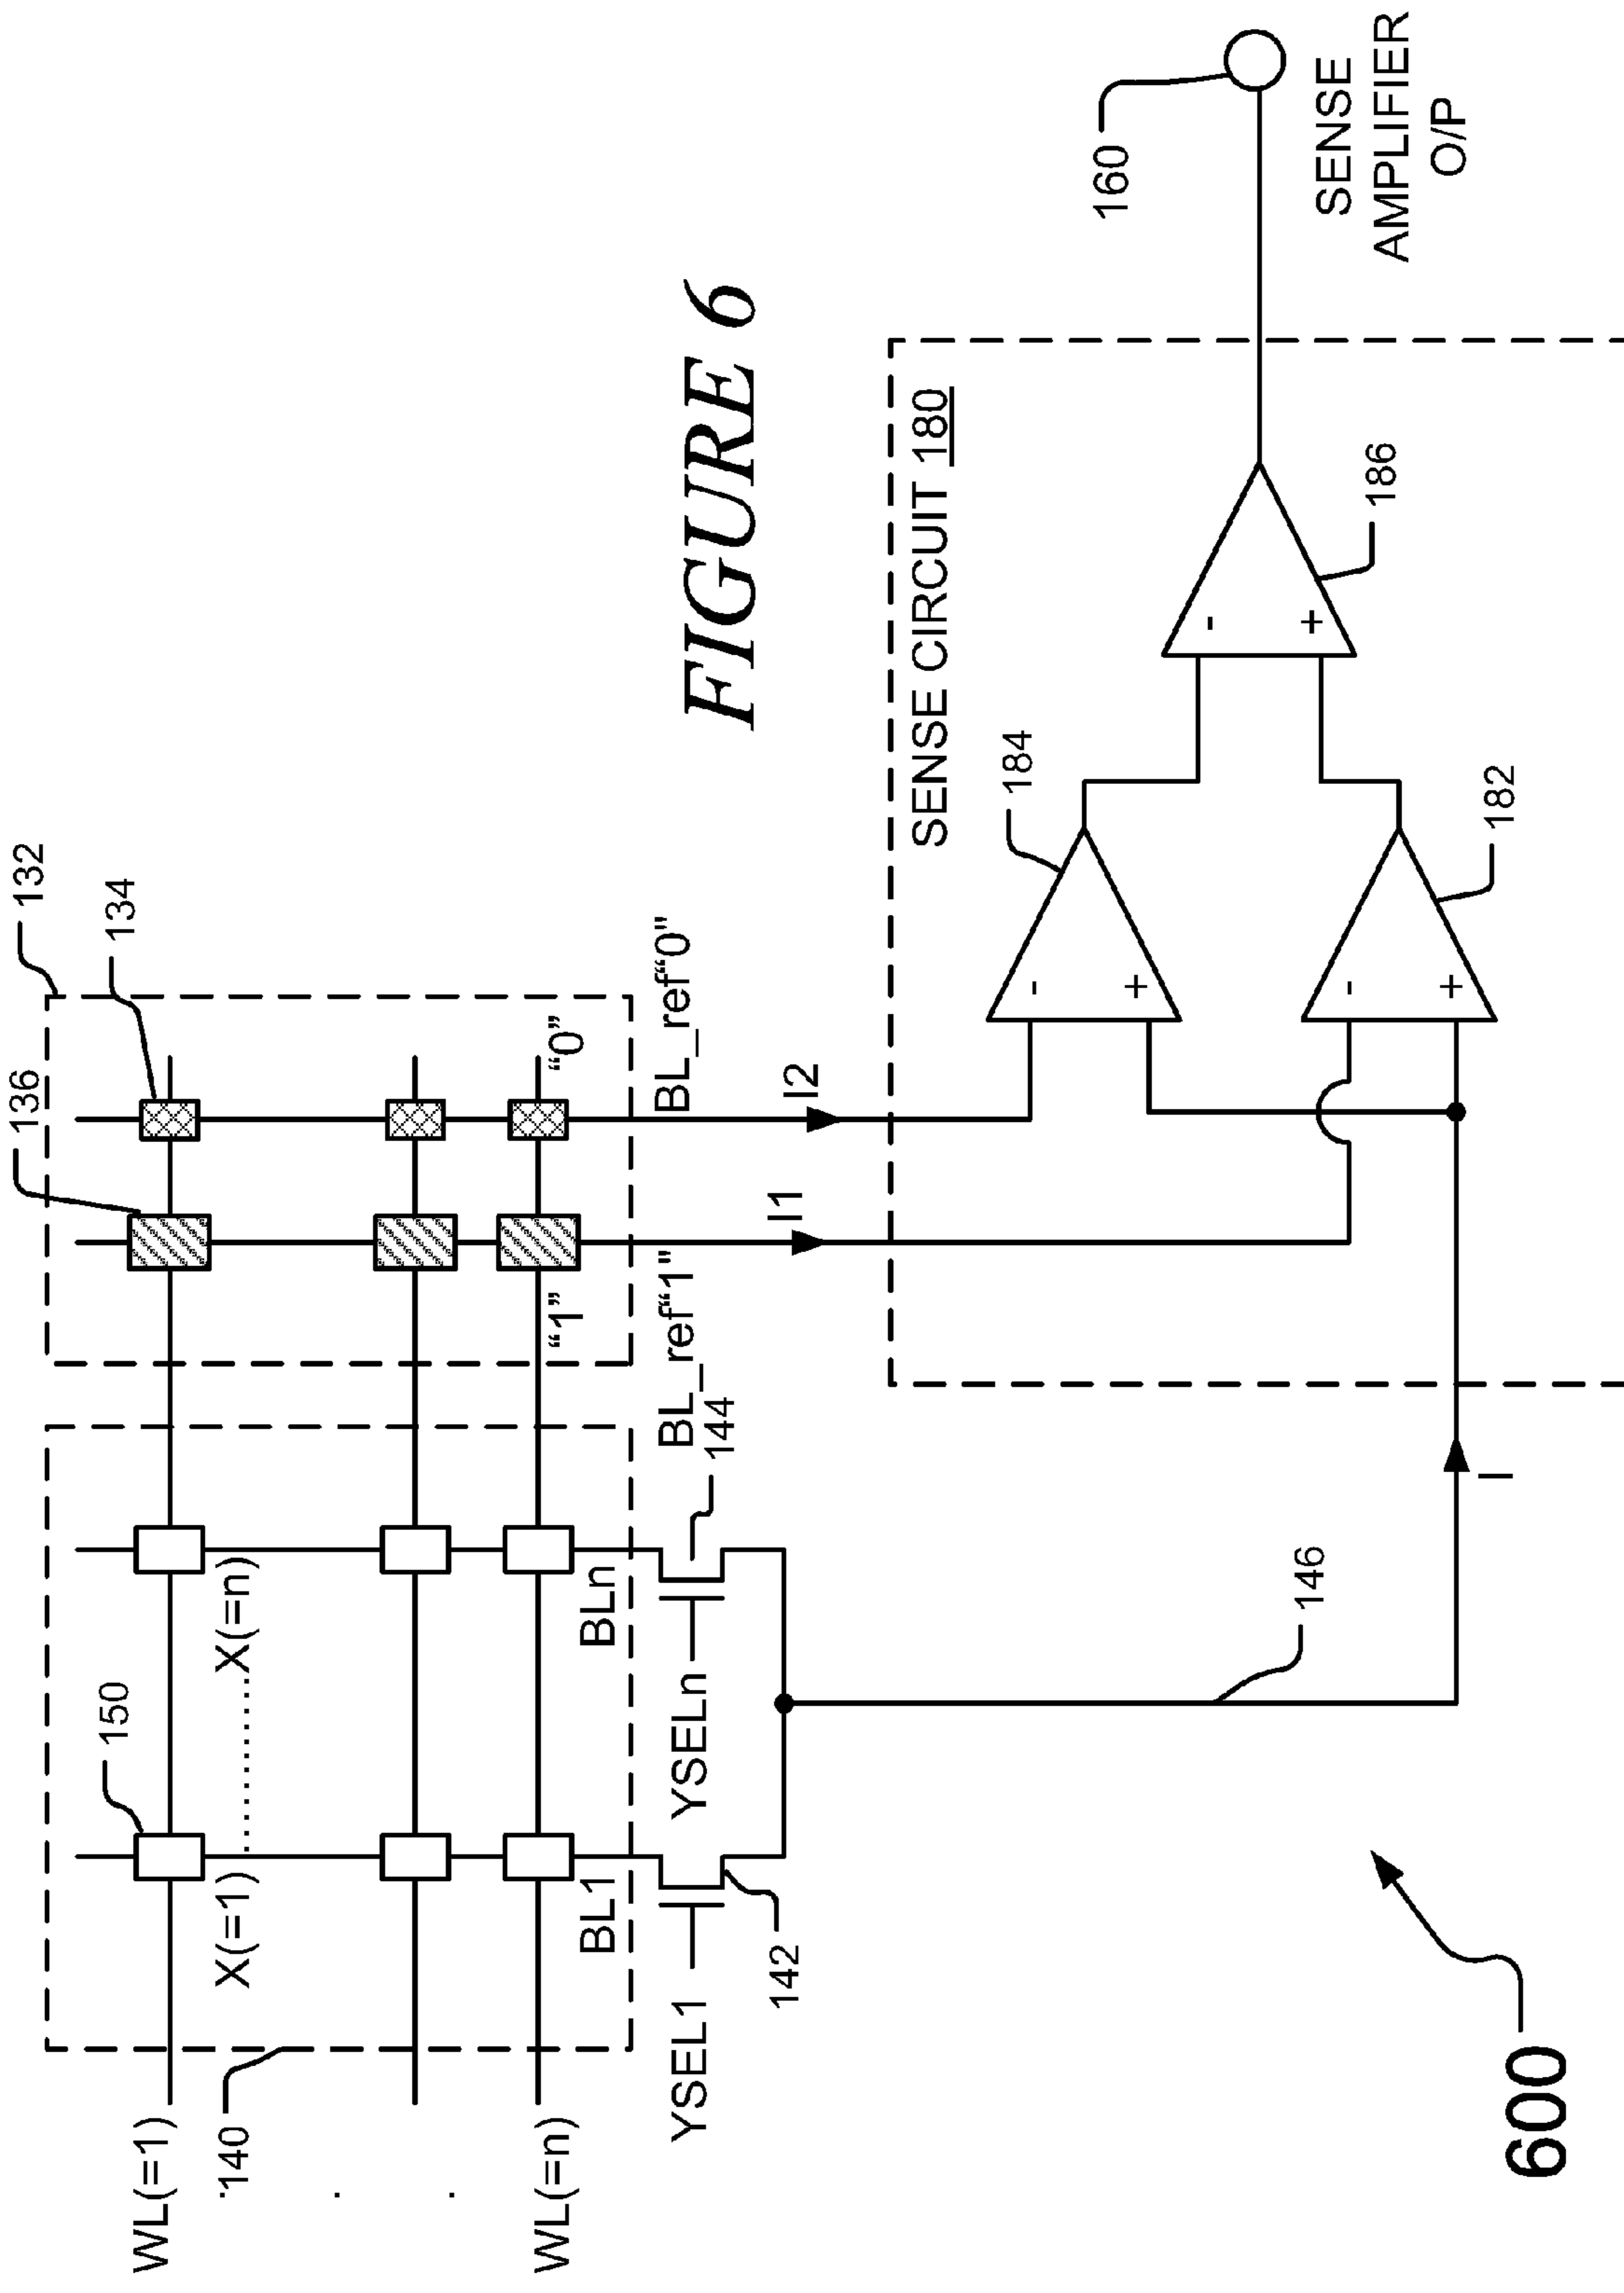 WL(=1)
140
.
.
.
WL(=n)
150
X(=1)
X(=n)
BL1
BLn
YSEL1
142
YSELn
144
146
136
134
132
"1"
"0"
BL_ref"1"
BL_ref"0"
I1
I2
I
FIGURE 6
SENSE CIRCUIT 180
184
-
+
182
-
+
186
-
+
160
SENSE
AMPLIFIER
O/P
600